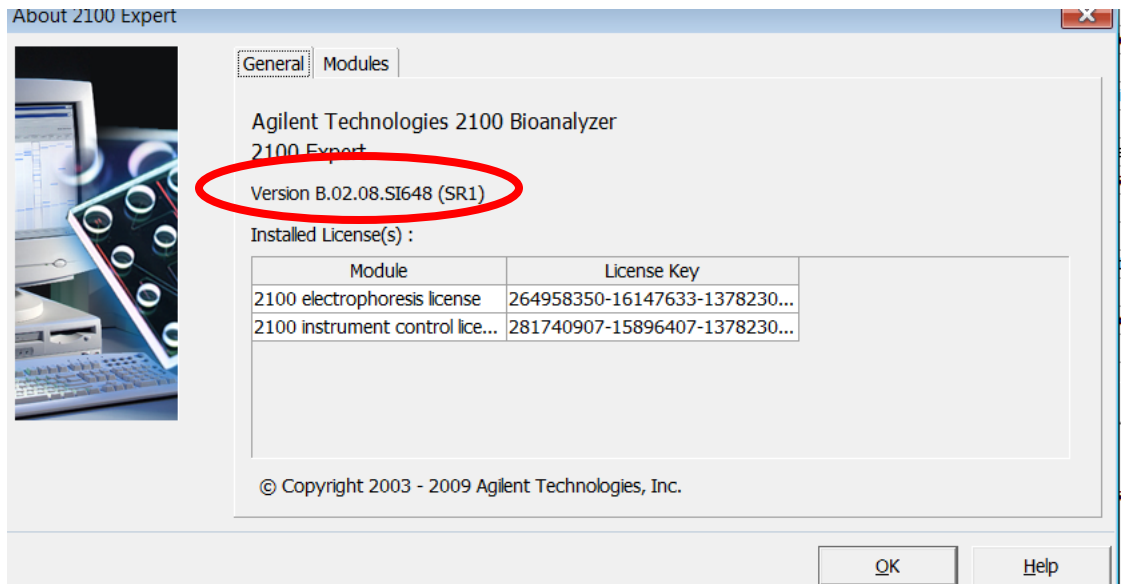 About 2100 Expert
General Modules
Agilent Technologies 2100 Bioanalyzer
2100 Expert
Version B.02.08.SI648 (SR1)
Installed License(s) :
Module License Key
2100 electrophoresis license 264958350-16147633-1378230...
2100 instrument control lice... 281740907-15896407-1378230...
© Copyright 2003 - 2009 Agilent Technologies, Inc.
OK Help